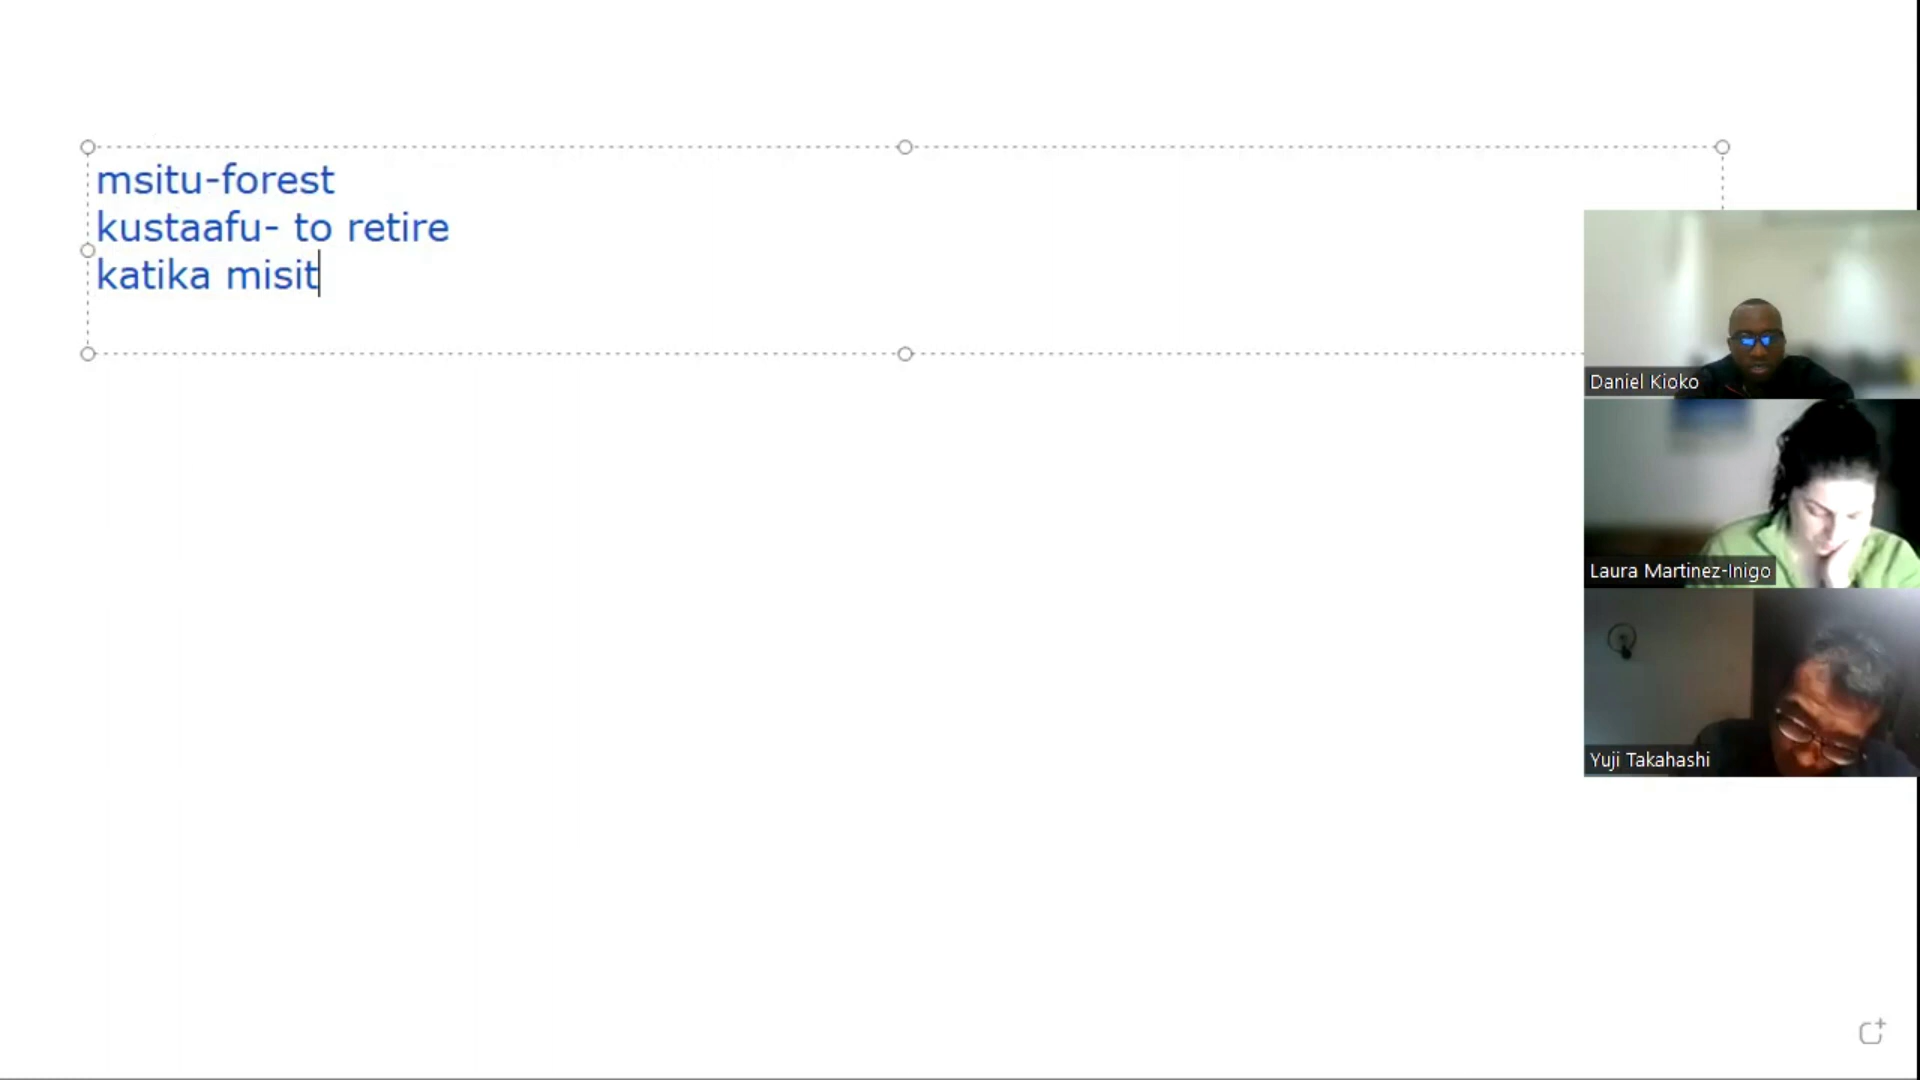 msitu-forest
kustaafu- to retire
katika misit
Daniel Kioko
Laura Martinez-Inigo
Yuji Takahashi